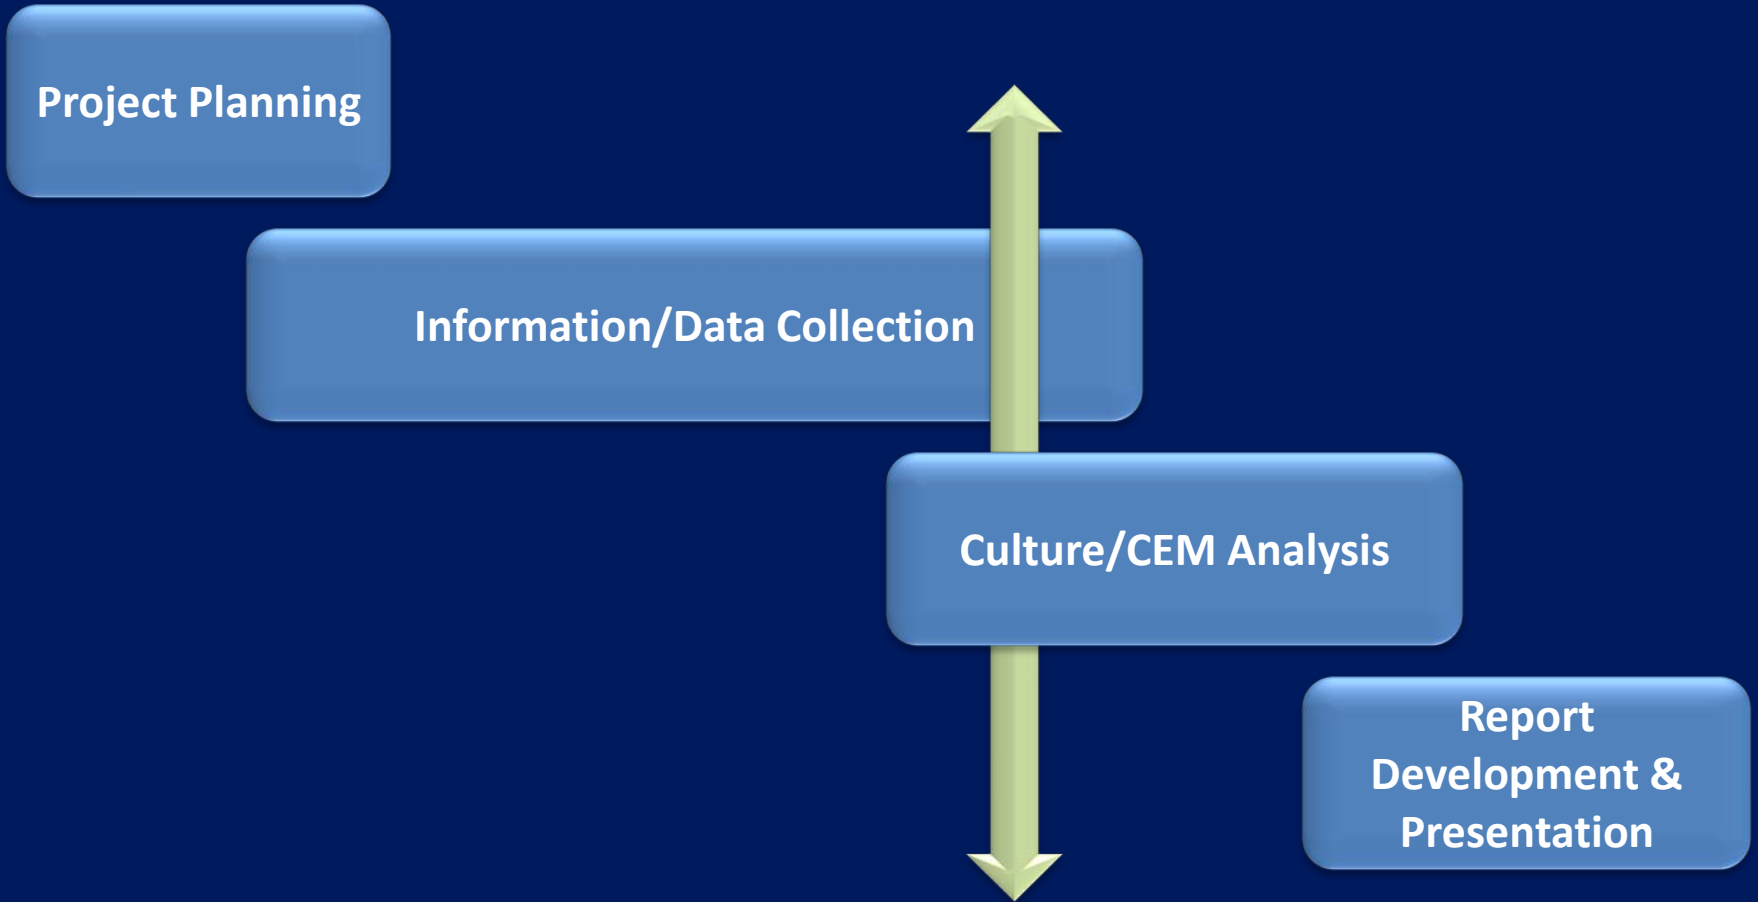 Project Planning
Information/Data Collection
Culture/CEM Analysis
Report
Development &
Presentation